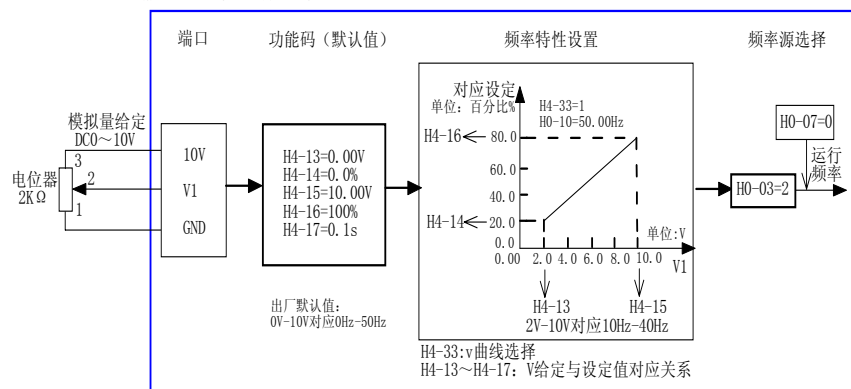 端口
功能码（默认值）
频率特性设置
频率源选择
模拟量给定
DC0～10V
电位器
2KΩ
3
2
1
10V
V1
GND
H4-13=0.00V
H4-14=0.0%
H4-15=10.00V
H4-16=100%
H4-17=0.1s
出厂默认值：
0V-10V对应0Hz-50Hz
对应设定
单位：百分比%
H4-33=1
H0-10=50.00Hz
H4-16
80.0
60.0
40.0
H4-14
20.0
0.0
0.00 2.0 4.0 6.0 8.0 10.0
单位:V
V1
H4-13
H4-15
2V-10V对应10Hz-40Hz
H4-33:v曲线选择
H4-13～H4-17：V给定与设定值对应关系
H0-07=0
运行
频率
H0-03=2